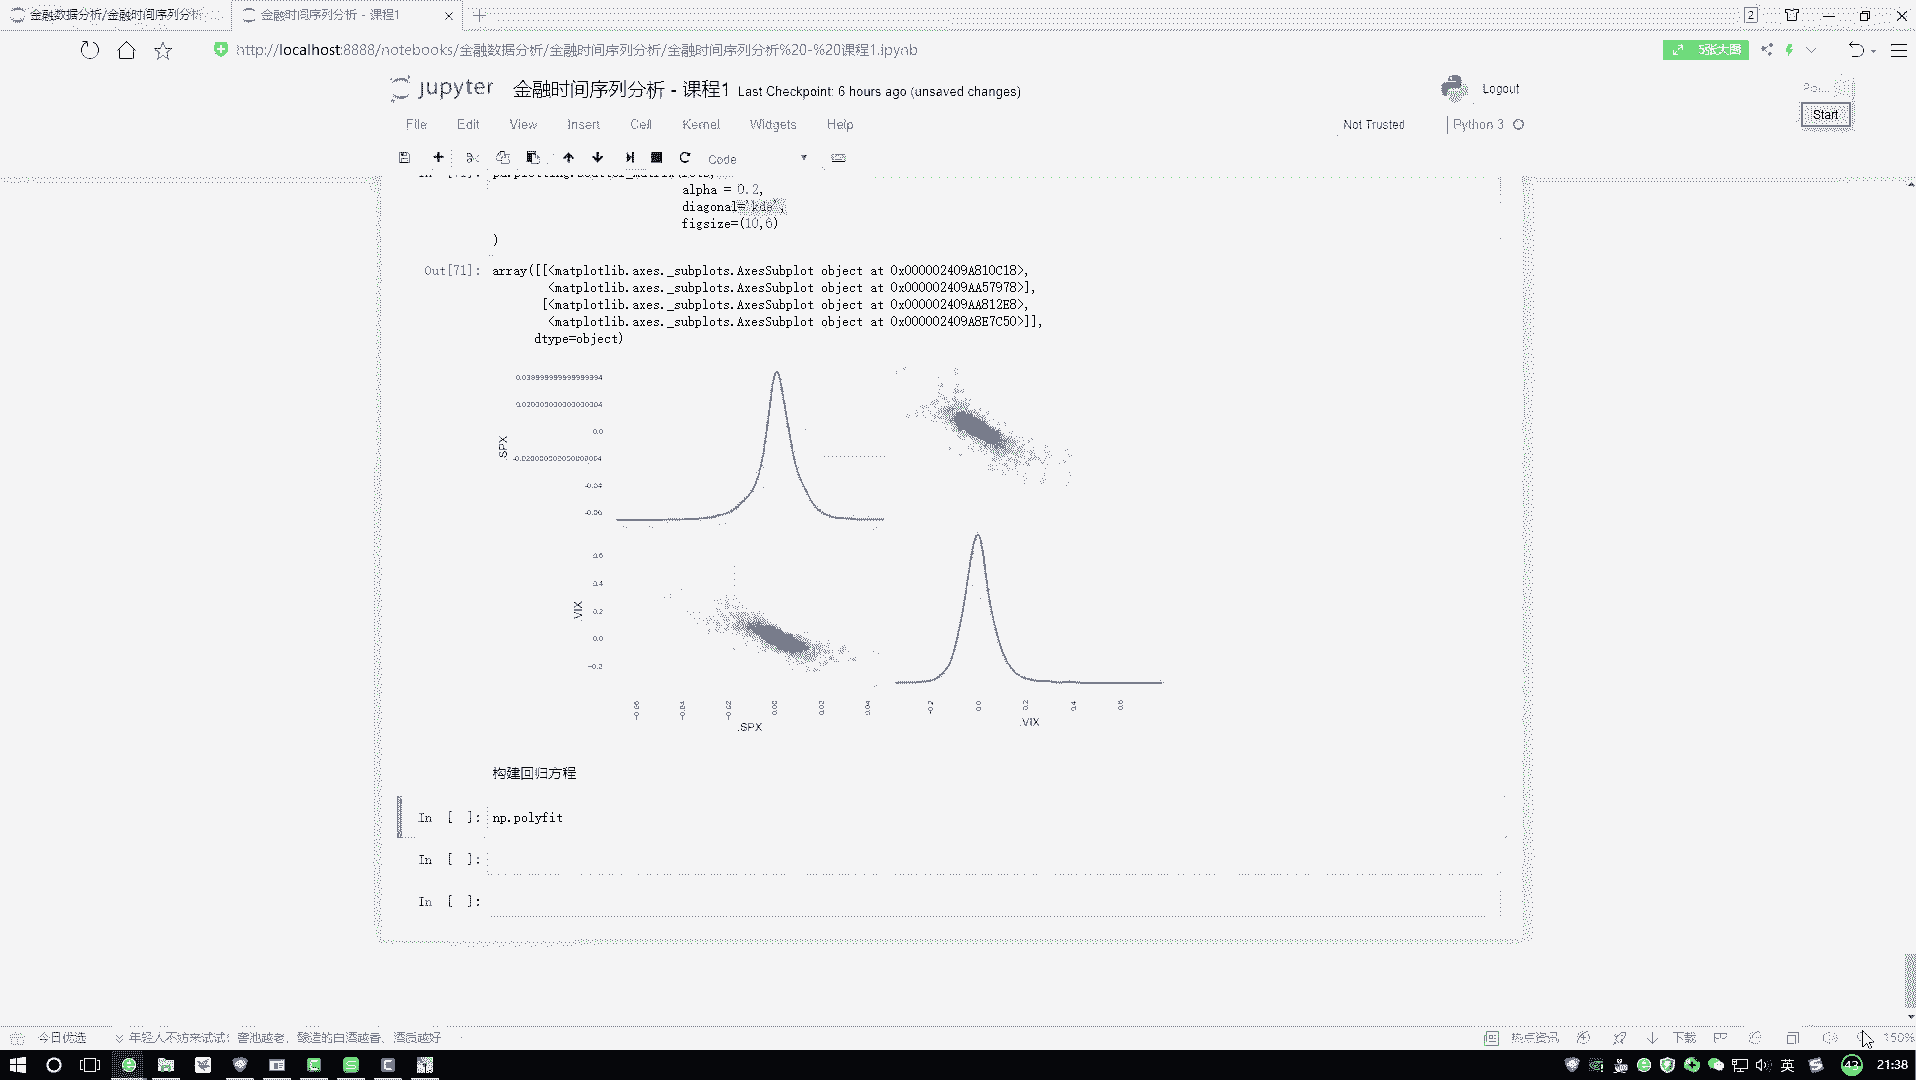 金融数据分析/金融时间序列分析
金融时间序列分析 - 课程1
2
http://localhost:8888/notebooks/金融数据分析/金融时间序列分析/金融时间序列分析%20-%20课程1.ipynb
5张大图
jupyter 金融时间序列分析 - 课程1 Last Checkpoint: 6 hours ago (unsaved changes)
Logout
Start
File Edit View Insert Cell Kernel Widgets Help
Not Trusted Python 3
Code
alpha = 0.2,
diagonal='kde',
figsize=(10,6)
)
Out[71]: array([[<matplotlib.axes._subplots.AxesSubplot object at 0x000002409A810C18>,
<matplotlib.axes._subplots.AxesSubplot object at 0x000002409AA57978>],
[<matplotlib.axes._subplots.AxesSubplot object at 0x000002409AA812E8>,
<matplotlib.axes._subplots.AxesSubplot object at 0x000002409A8E7C50>]],
dtype=object)
0.0
-0.04
-0.06
.SPX
0.6
0.4
0.2
0.0
-0.2
.VIX
-0.06 -0.04 -0.02 0.00 0.02 0.04
.SPX
-0.2 0.0 0.2 0.4 0.6
.VIX
构建回归方程
In [ ]: np.polyfit
In [ ]:
In [ ]:
今日优选
年轻人不妨来试试！窖池越老，酿造的白酒越香，酒质越好
热点资讯
下载
150%
英
43
21:38